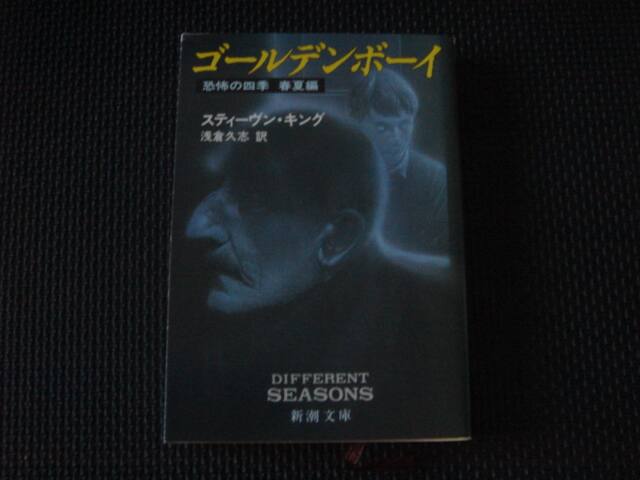 ゴールデンボーイ
恐怖の四季 春夏編
スティーヴン・キング
浅倉久志 訳
DIFFERENT
SEASONS
新潮文庫